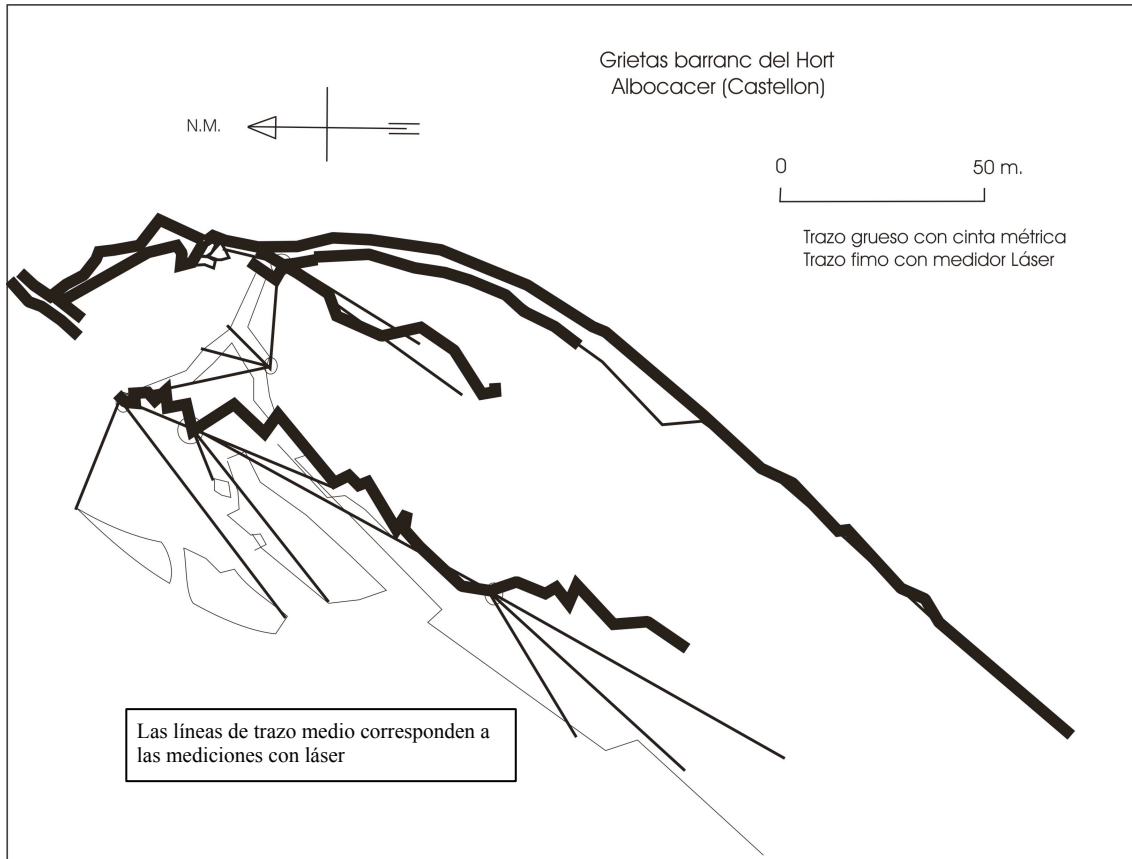 Grietas barranc del Hort
Albocacer (Castellon)
N.M.
0 50 m.
Trazo grueso con cinta métrica
Trazo fimo con medidor Láser
Las líneas de trazo medio corresponden a
las mediciones con láser